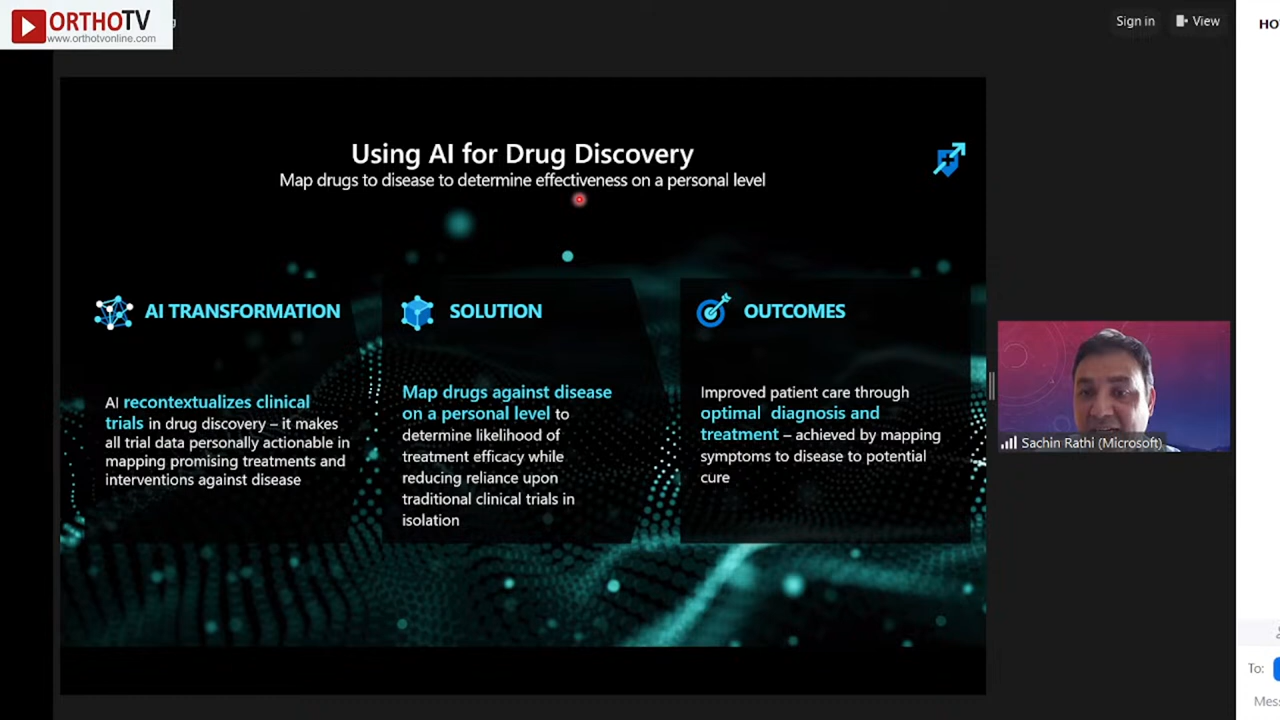 ORTHOTV
www.orthotvonline.com
Sign in
View
Using AI for Drug Discovery
Map drugs to disease to determine effectiveness on a personal level
AI TRANSFORMATION
AI recontextualizes clinical
trials in drug discovery – it makes
all trial data personally actionable in
mapping promising treatments and
interventions against disease
SOLUTION
Map drugs against disease
on a personal level to
determine likelihood of
treatment efficacy while
reducing reliance upon
traditional clinical trials in
isolation
OUTCOMES
Improved patient care through
optimal diagnosis and
treatment – achieved by mapping
symptoms to disease to potential
cure
Sachin Rathi (Microsoft)
To: